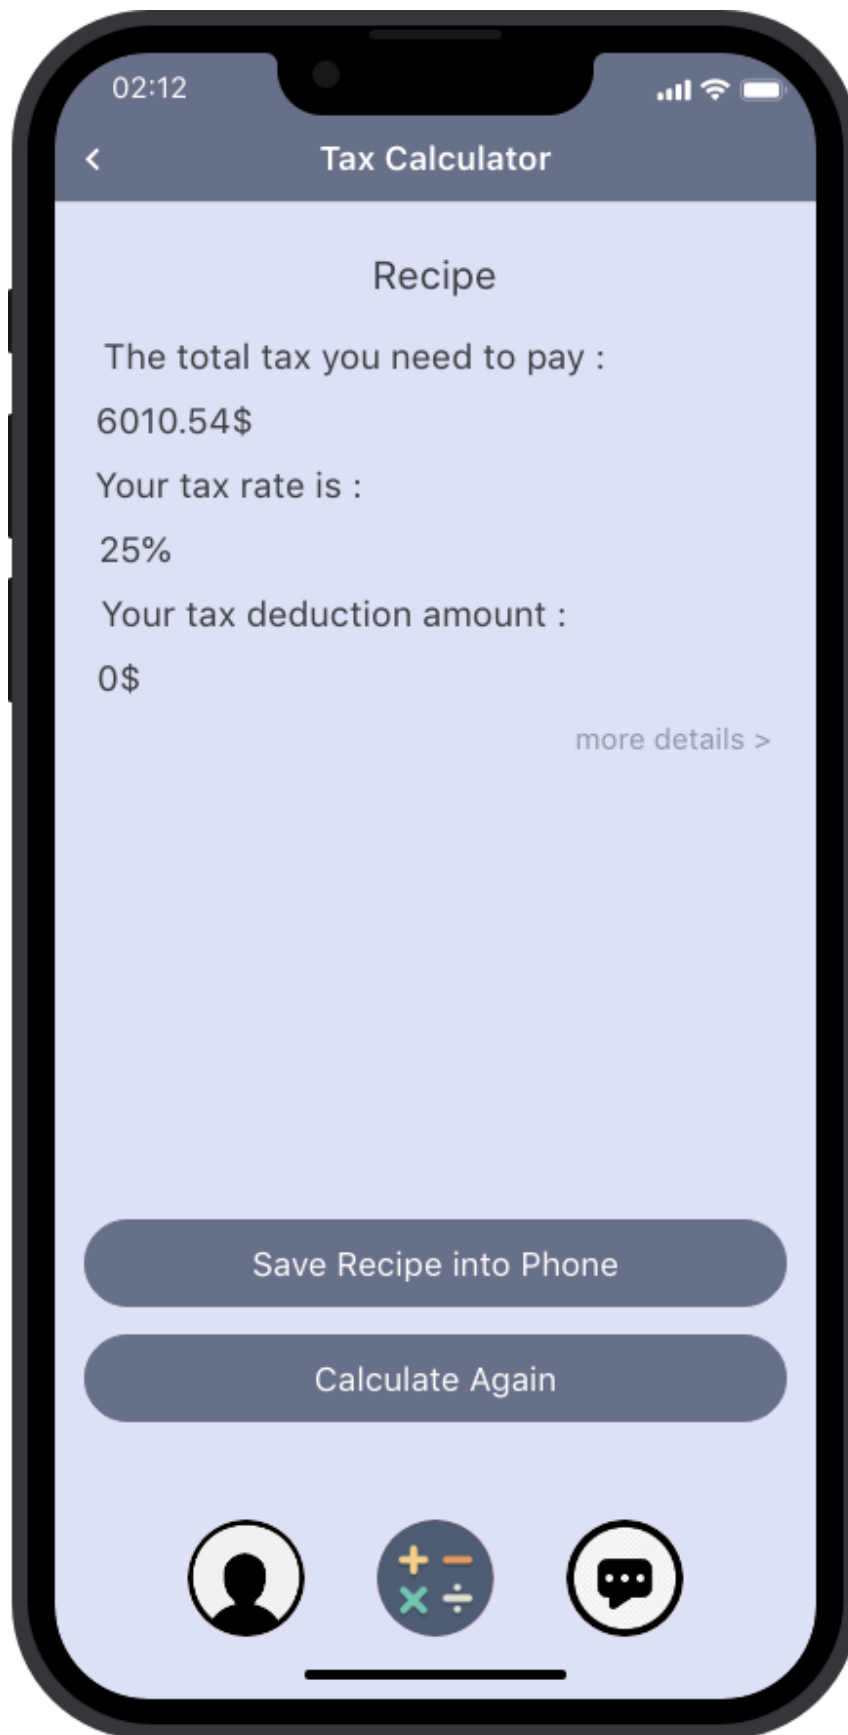 02:12
Tax Calculator
Recipe
The total tax you need to pay :
6010.54$
Your tax rate is :
25%
Your tax deduction amount :
0$
more details >
Save Recipe into Phone
Calculate Again